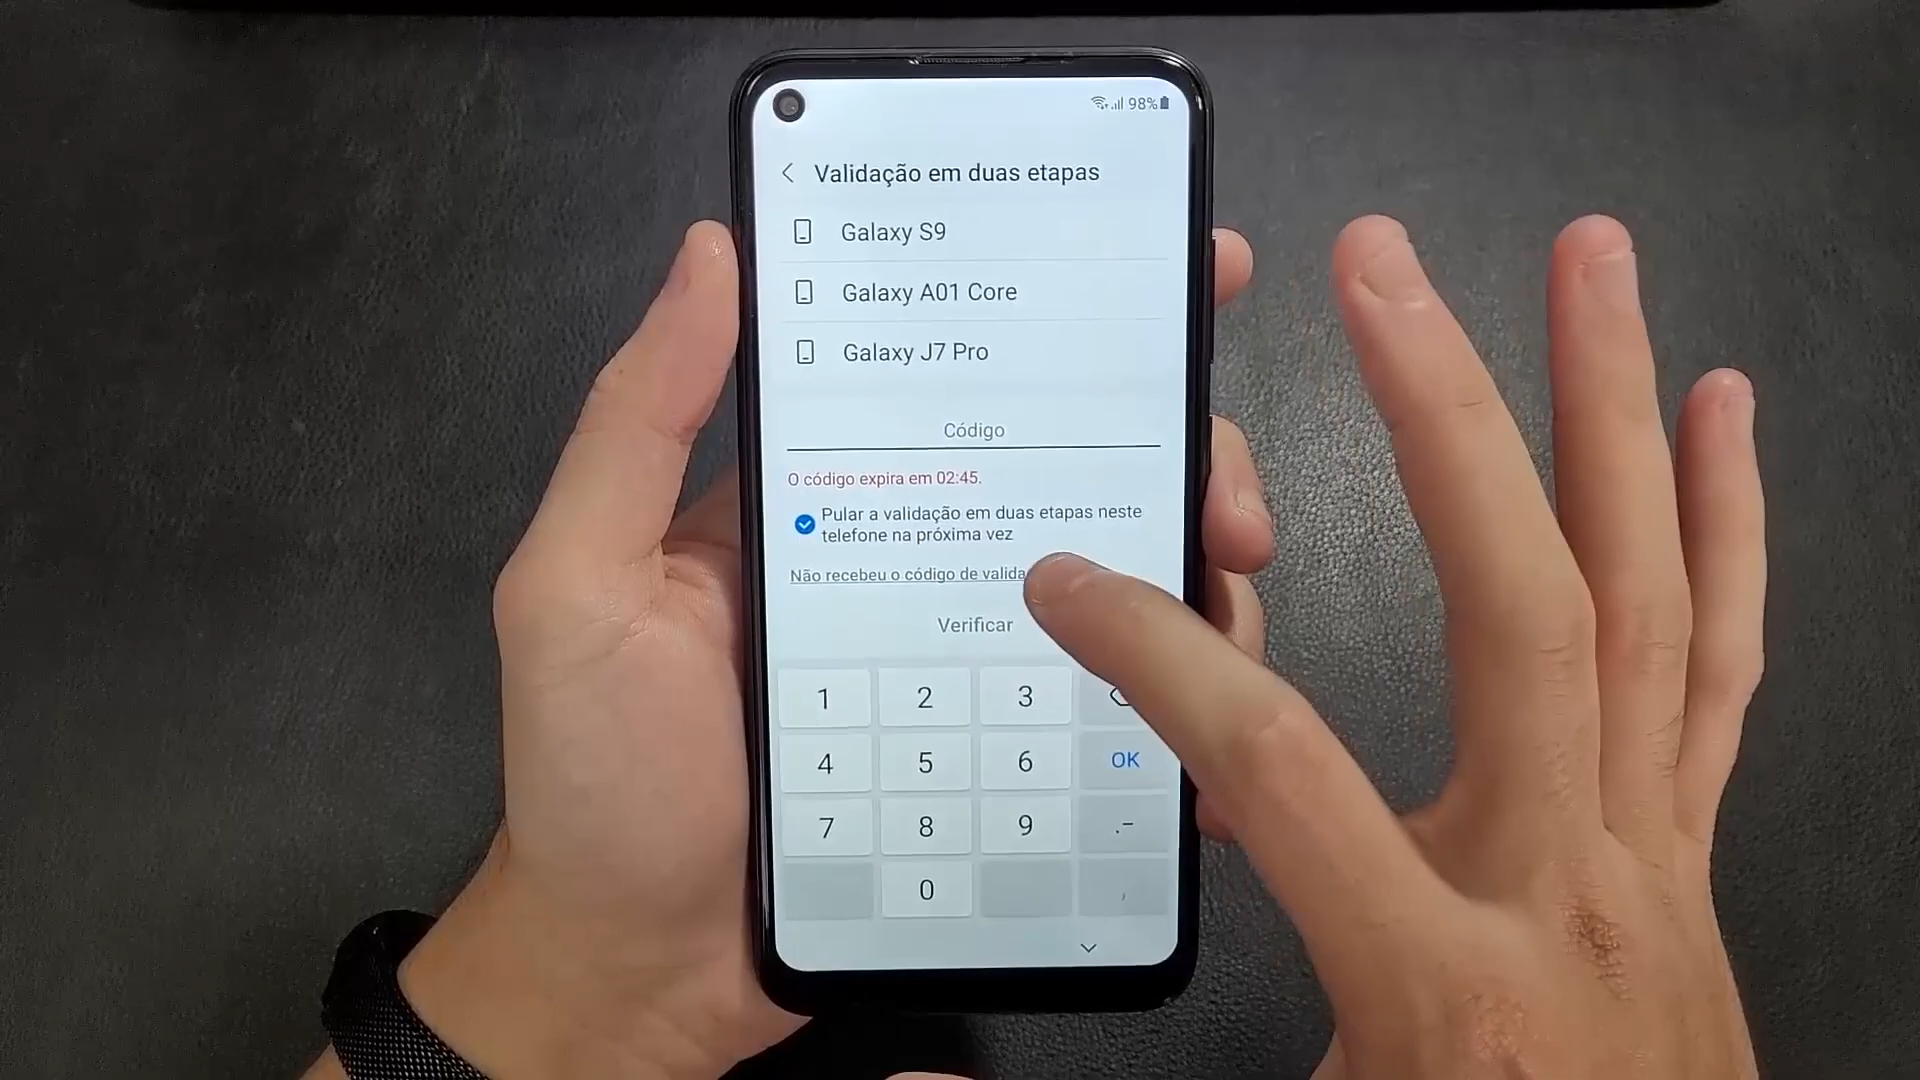 98%
Validação em duas etapas
Galaxy S9
Galaxy A01 Core
Galaxy J7 Pro
Código
O código expira em 02:45.
Pular a validação em duas etapas neste
telefone na próxima vez
Não recebeu o código de
Verificar
1 2 3
4 5 6 OK
7 8 9 .-
0 ,